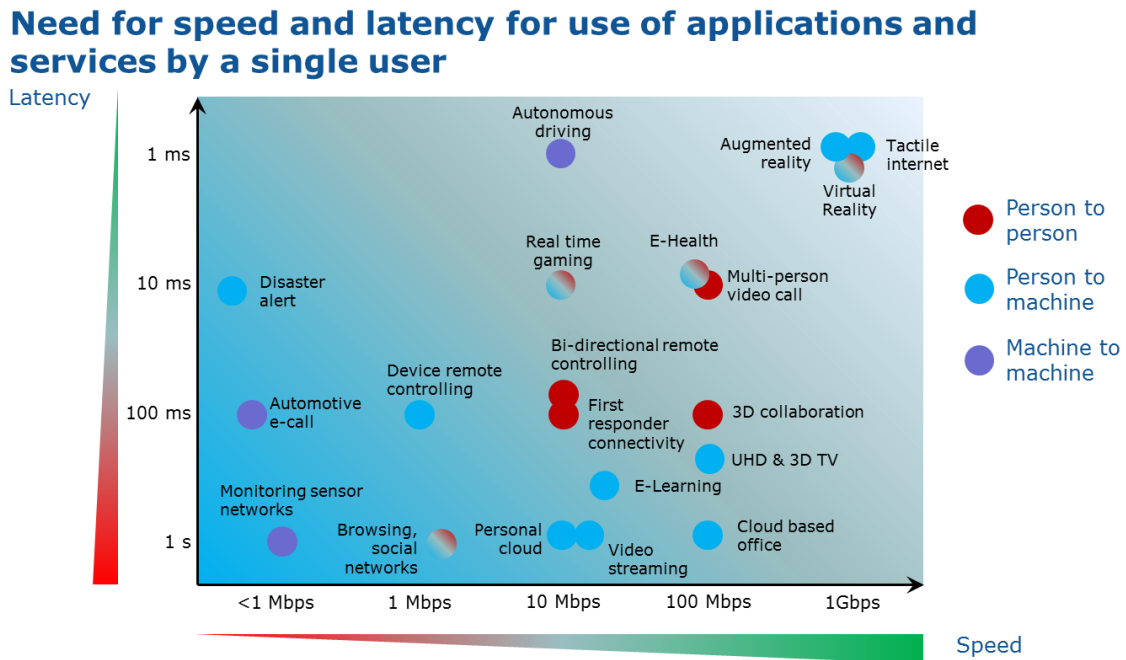 Need for speed and latency for use of applications and
services by a single user
Latency
Autonomous
driving
1 ms
Augmented
reality
Tactile
internet
Virtual
Reality
Person to
person
Real time
gaming
E-Health
Disaster
alert
10 ms
Multi-person
video call
Person to
machine
Bi-directional remote
controlling
Machine to
machine
Device remote
controlling
100 ms
Automotive
e-call
First
responder
connectivity
3D collaboration
UHD & 3D TV
E-Learning
Monitoring sensor
networks
1 s
Browsing,
social
networks
Personal
cloud
Video
streaming
Cloud based
office
<1 Mbps
1 Mbps
10 Mbps
100 Mbps
1Gbps
Speed